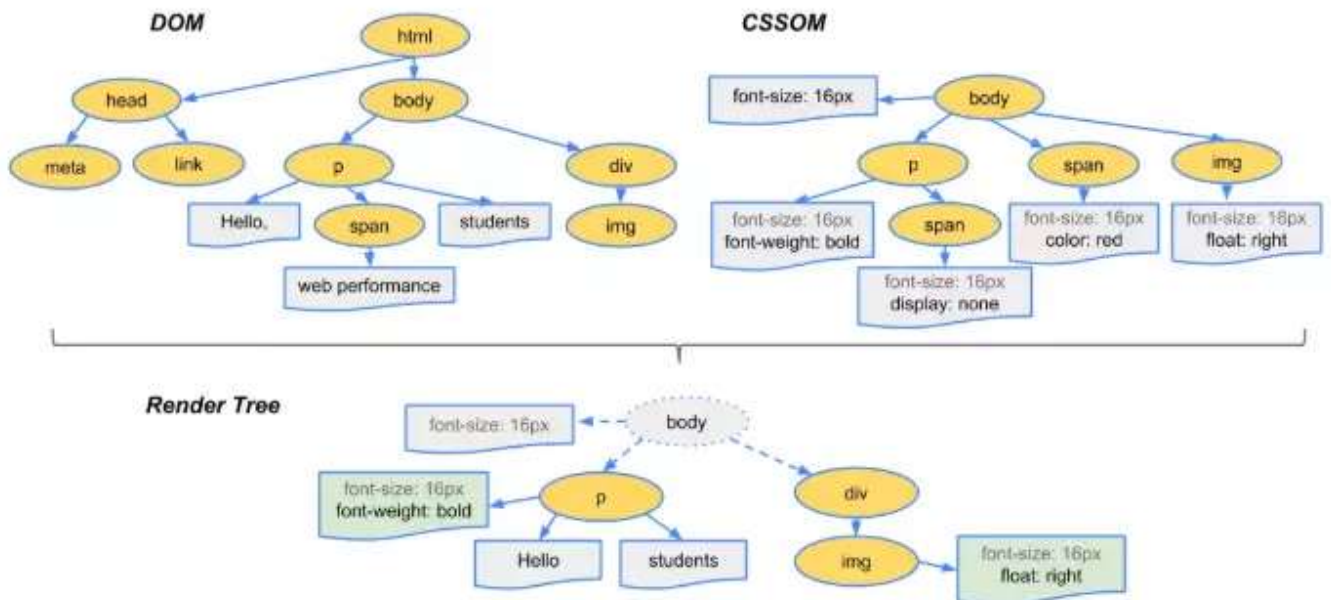 DOM
html
head
body
meta
link
p
div
Hello,
span
students
img
web performance
CSSOM
font-size: 16px
body
p
span
img
font-size: 16px
font-weight: bold
span
font-size: 16px
color: red
font-size: 16px
float: right
font-size: 16px
display: none
Render Tree
font-size: 16px
body
font-size: 16px
font-weight: bold
p
div
Hello
students
img
font-size: 16px
float: right